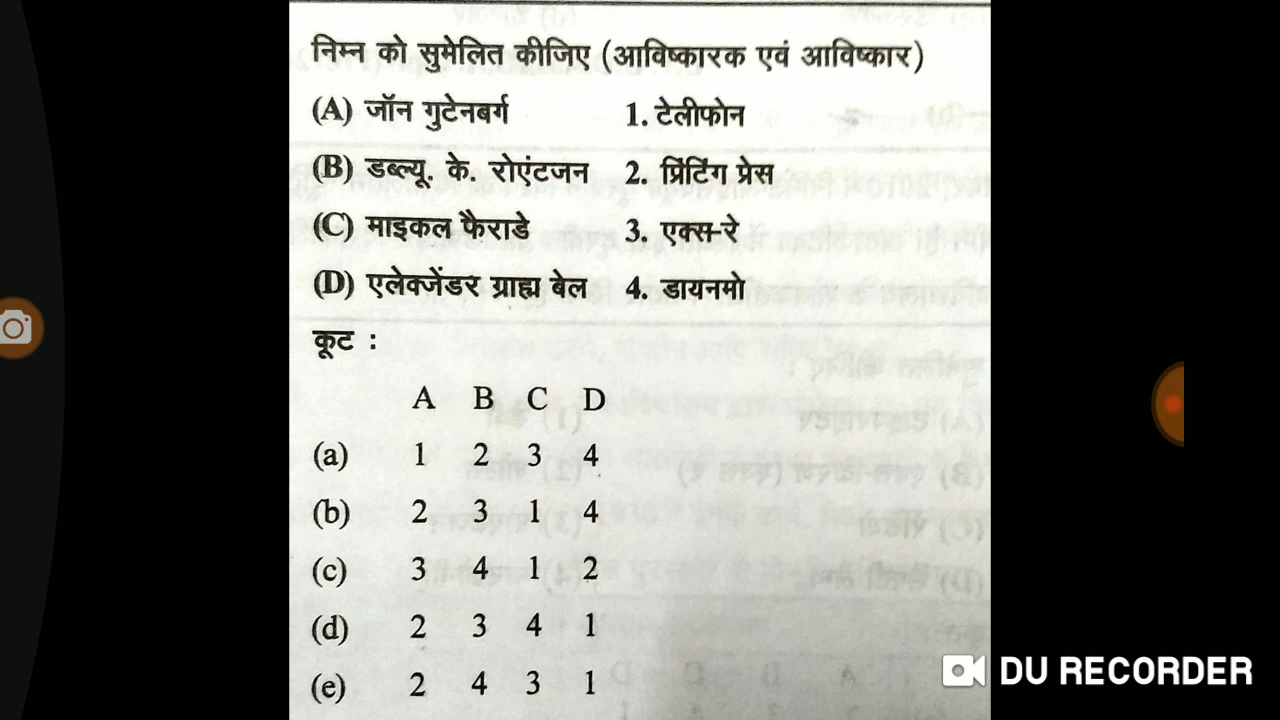 निम्न को सुमेलित कीजिए (आविष्कारक एवं आविष्कार)
(A) जॉन गुटेनबर्ग 1. टेलीफोन
(B) डब्ल्यू. के. रोएंटजन 2. प्रिंटिंग प्रेस
(C) माइकल फैराडे 3. एक्स-रे
(D) एलेक्जेंडर ग्राह्म बेल 4. डायनमो
कूट :
A B C D
(a) 1 2 3 4
(b) 2 3 1 4
(c) 3 4 1 2
(d) 2 3 4 1
(e) 2 4 3 1
DU RECORDER